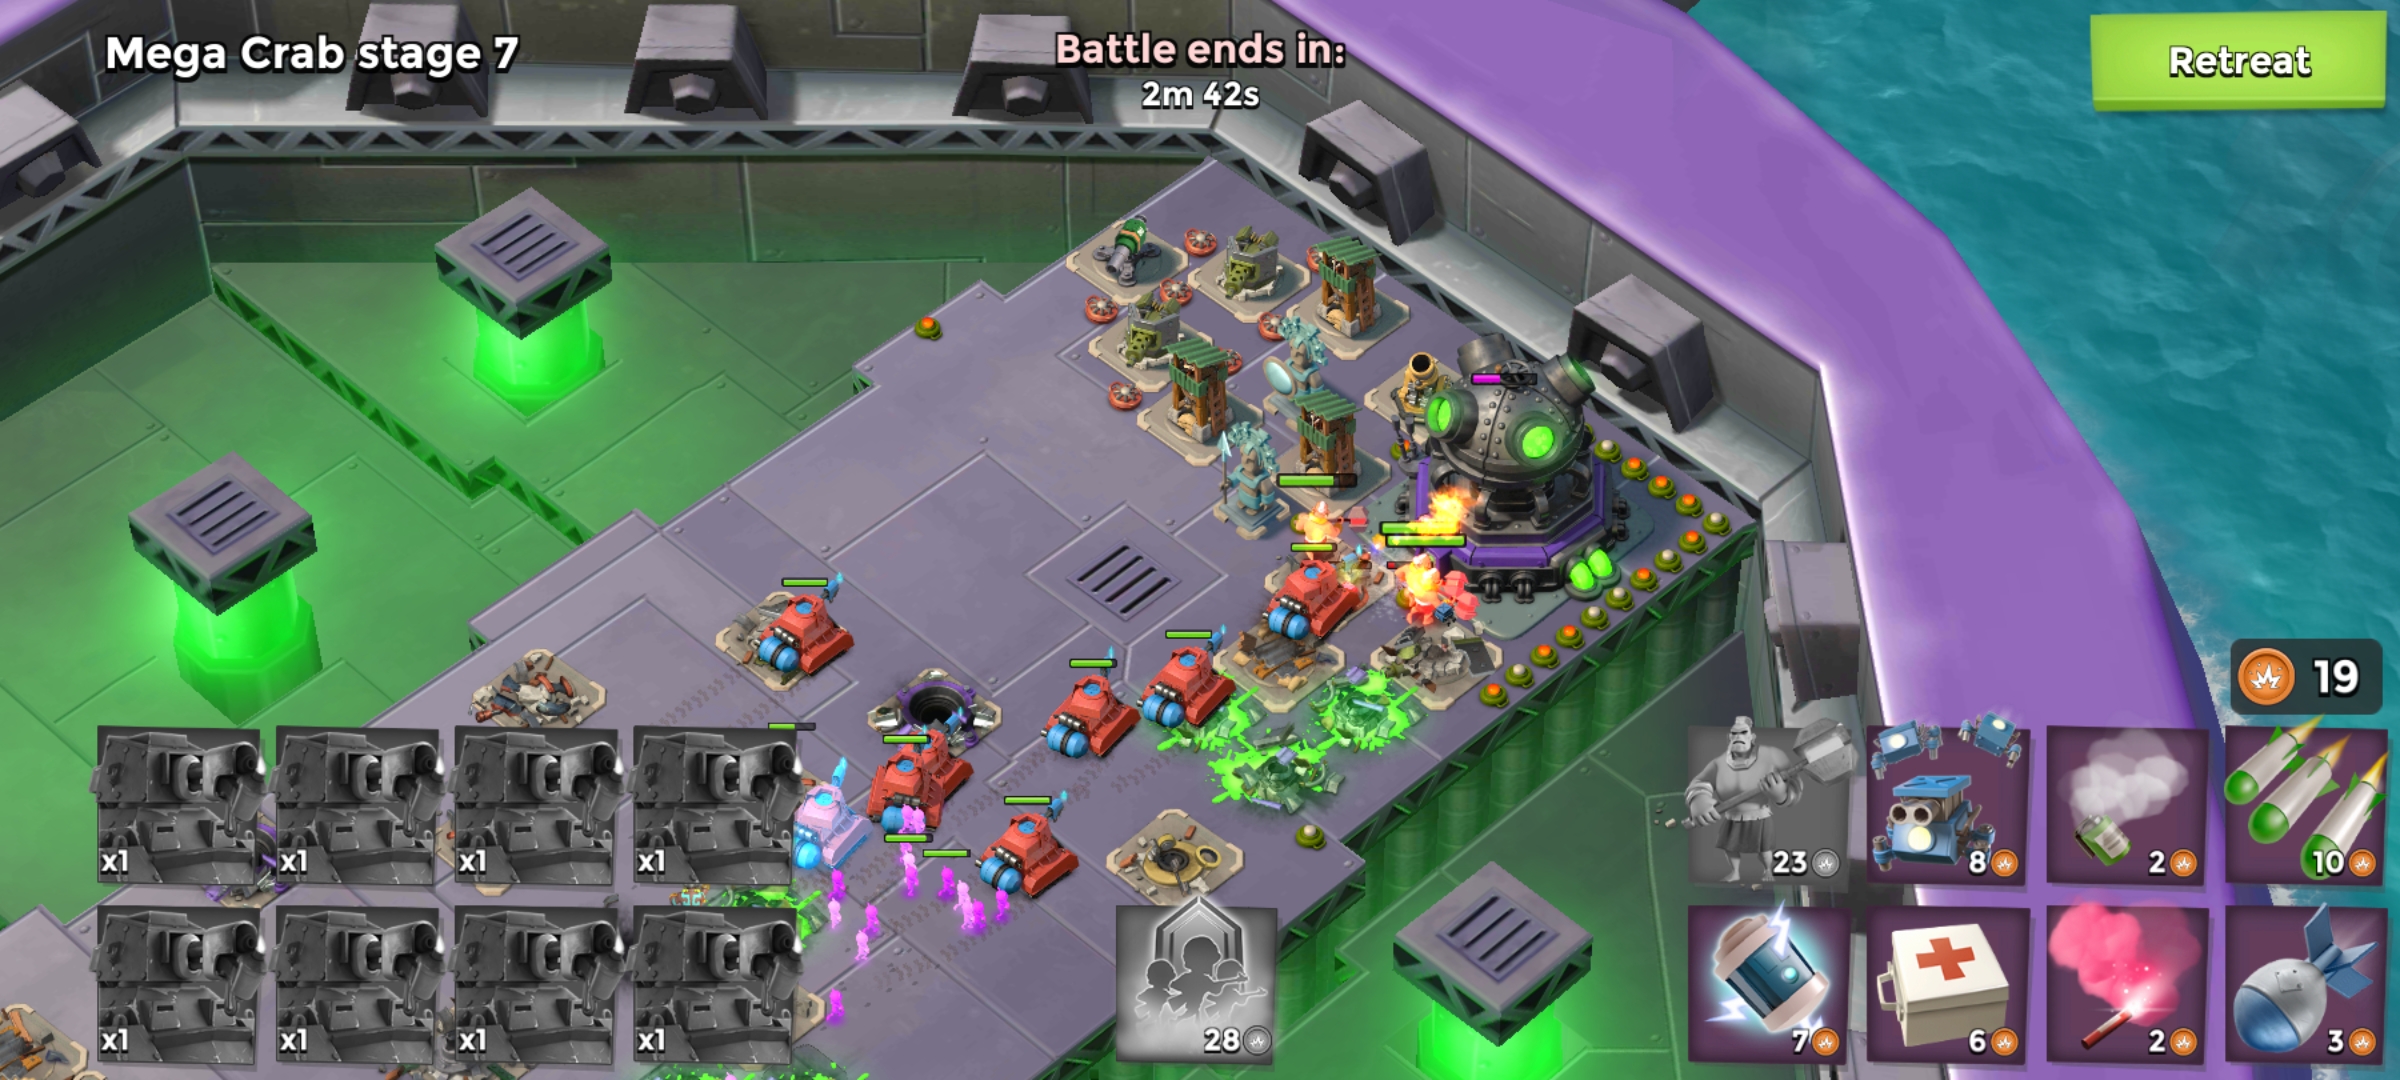 Mega Crab stage 7
Battle ends in:
2m 42s
Retreat
19
x1
x1
x1
x1
23
8
2
10
x1
x1
x1
x1
28
7
6
2
3